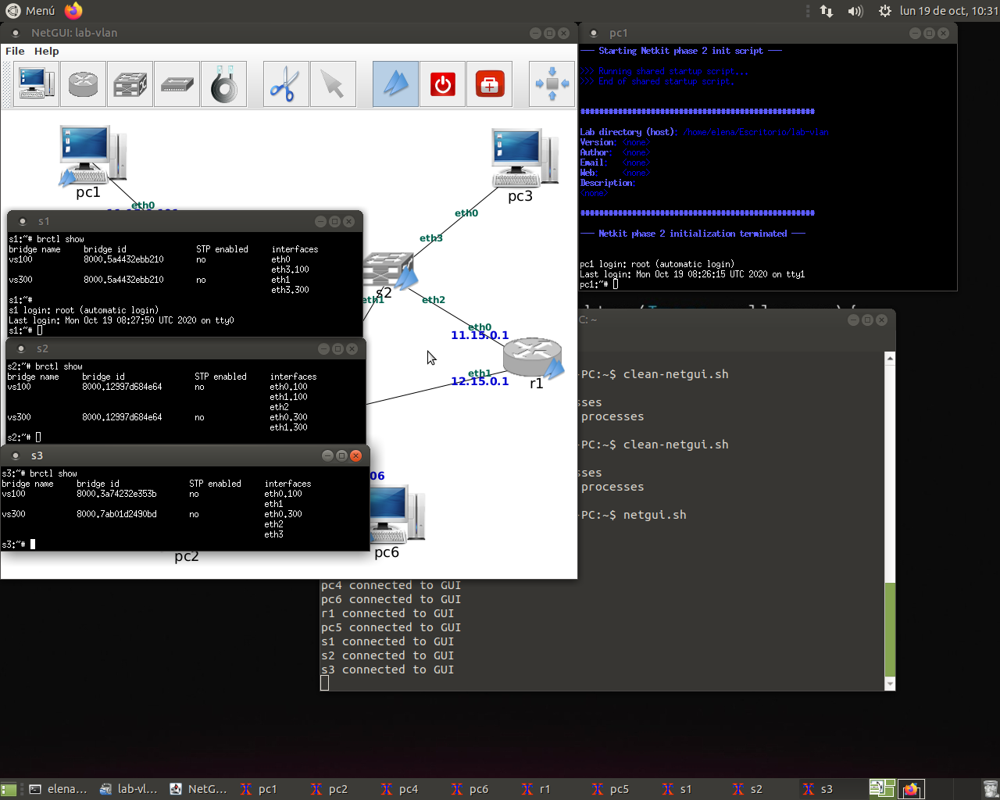 Menú
lun 19 de oct, 10:31
NetGUI: lab-vlan
File Help
pc1
eth0
pc3
eth0
eth3
s2
eth1
eth2
eth0
11.15.0.1
eth1
12.15.0.1
r1
06
pc6
pc2
s1
s1:~# brctl show
bridge name bridge id STP enabled interfaces
vs100 8000.5a4432ebb210 no eth0
eth3.100
vs300 8000.5a4432ebb210 no eth1
eth3.300
s1:~#
s1 login: root (automatic login)
Last login: Mon Oct 19 08:27:50 UTC 2020 on tty0
s1:~#
s2
s2:~# brctl show
bridge name bridge id STP enabled interfaces
vs100 8000.12997d684e64 no eth0.100
eth1.100
eth2
vs300 8000.12997d684e64 no eth0.300
eth1.300
s2:~#
s3
s3:~# brctl show
bridge name bridge id STP enabled interfaces
vs100 8000.3a74232e353b no eth0.100
eth1
vs300 8000.7ab01d2490bd no eth0.300
eth2
eth3
s3:~#
pc1
--- Starting Netkit phase 2 init script ---
>>> Running shared startup script...
>>> End of shared startup script.
##################################################
Lab directory (host): /home/elena/Escritorio/lab-vlan
Version: <none>
Author: <none>
Email: <none>
Web: <none>
Description:
<none>
##################################################
--- Netkit phase 2 initialization terminated ---
pc1 login: root (automatic login)
Last login: Mon Oct 19 08:26:15 UTC 2020 on tty1
pc1:~#
C: ~
-PC:~$ clean-netgui.sh
sses
processes
-PC:~$ clean-netgui.sh
sses
processes
-PC:~$ netgui.sh
pc4 connected to GUI
pc6 connected to GUI
r1 connected to GUI
pc5 connected to GUI
s1 connected to GUI
s2 connected to GUI
s3 connected to GUI
elena... lab-vl... NetG... pc1 pc2 pc4 pc6 r1 pc5 s1 s2 s3